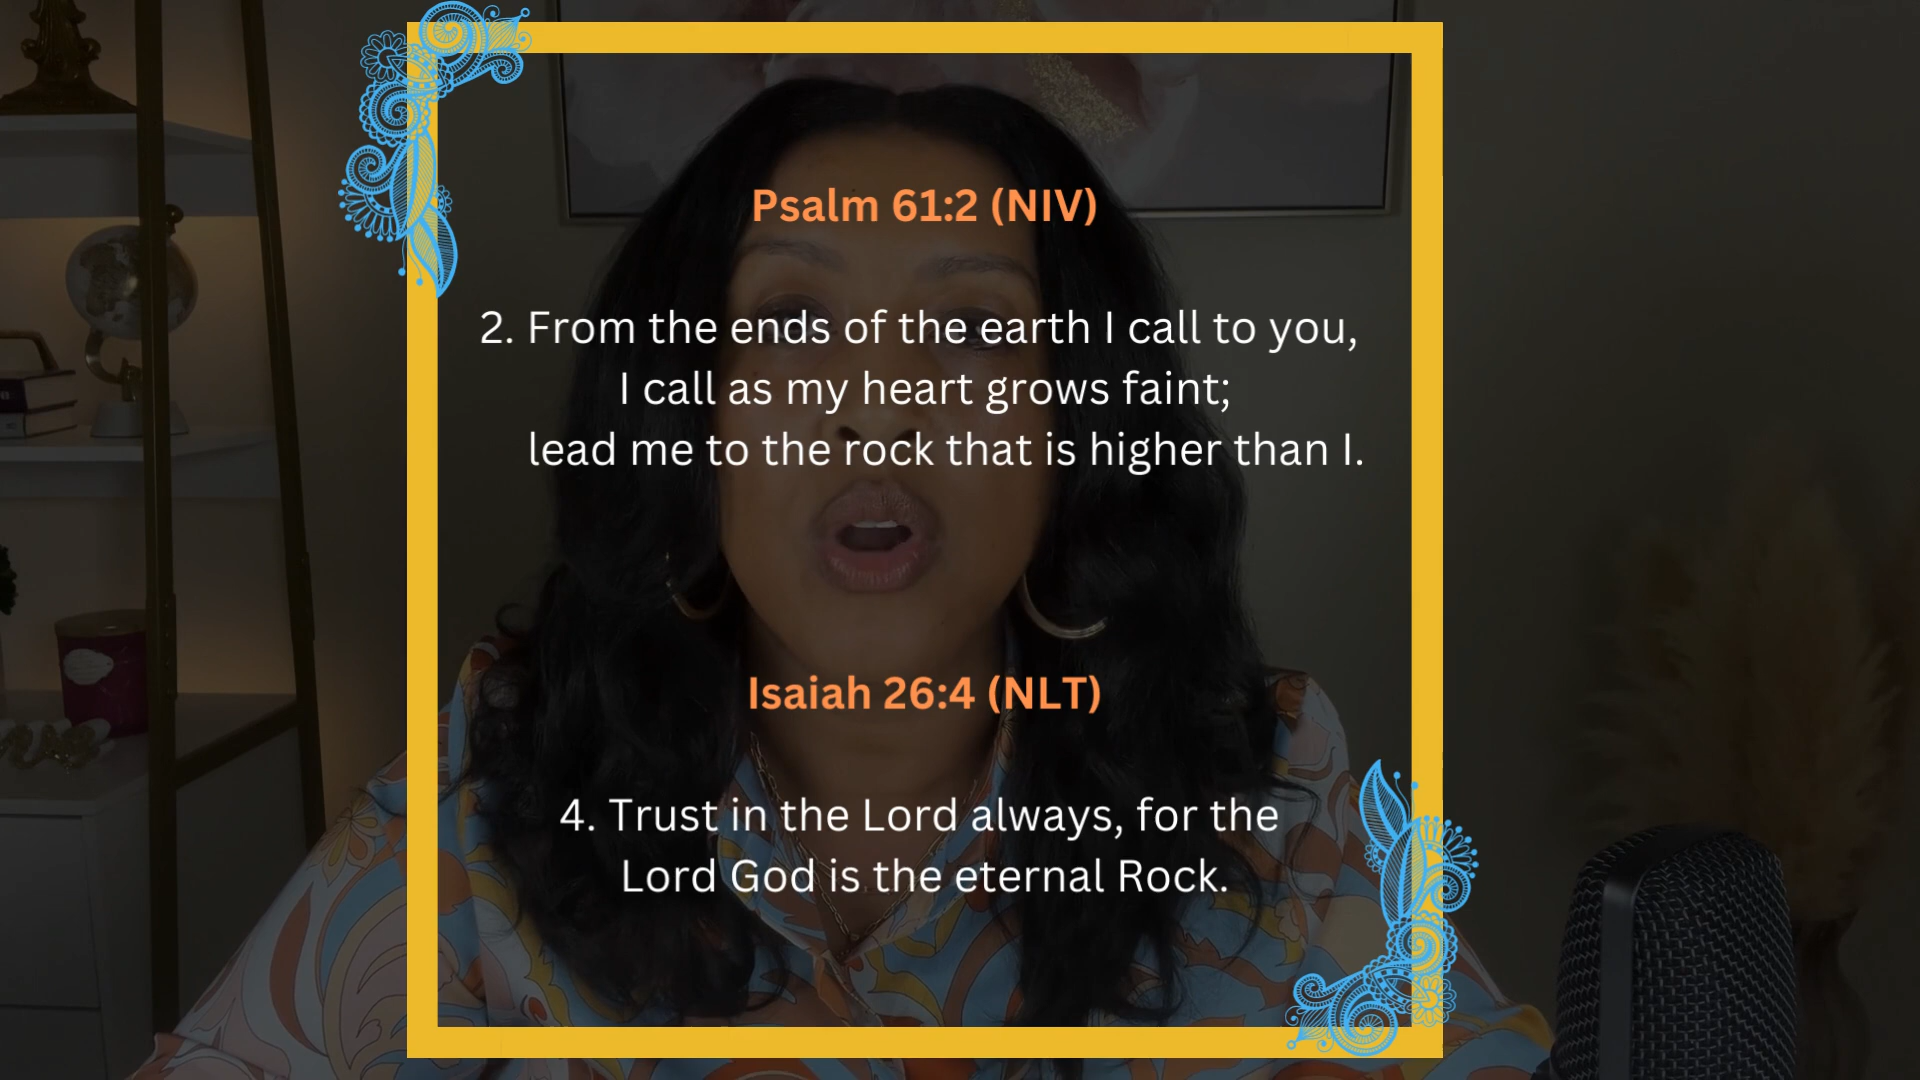 Psalm 61:2 (NIV)
2. From the ends of the earth I call to you,
I call as my heart grows faint;
lead me to the rock that is higher than I.
Isaiah 26:4 (NLT)
4. Trust in the Lord always, for the
Lord God is the eternal Rock.